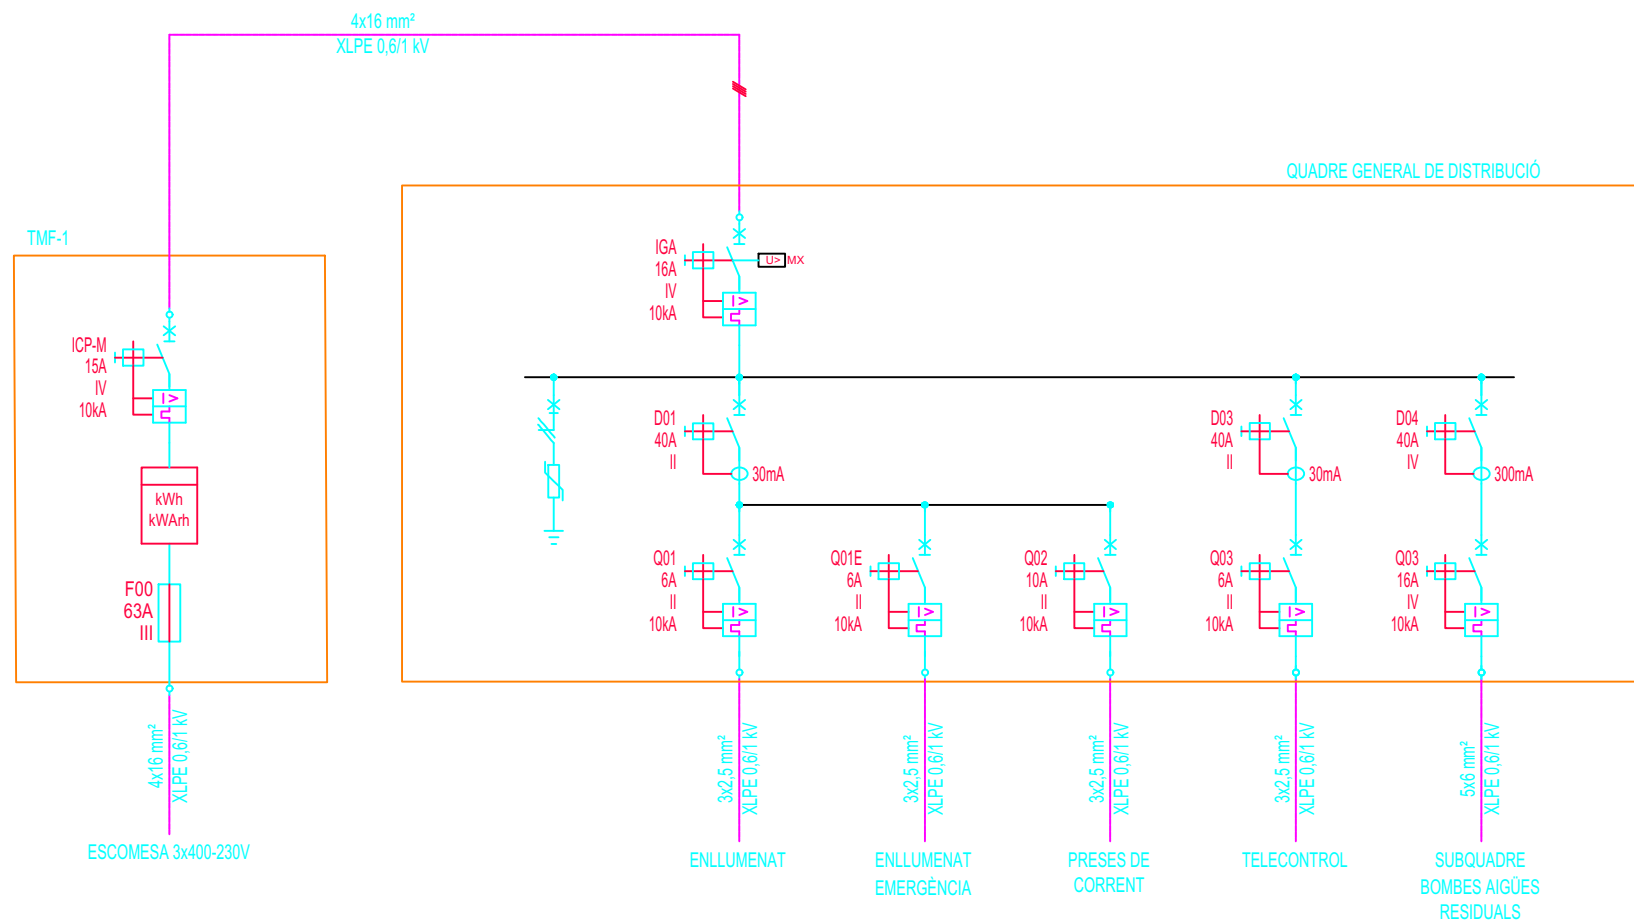 4x16 mm²
XLPE 0,6/1 kV
QUADRE GENERAL DE DISTRIBUCIÓ
TMF-1
IGA
16A
IV
10kA
U> MX
ICP-M
15A
IV
10kA
I>
I>
kWh
kWArh
F00
63A
III
D01
40A
II
30mA
D03
40A
II
30mA
D04
40A
IV
300mA
Q01
6A
II
10kA
I>
Q01E
6A
II
10kA
I>
Q02
10A
II
10kA
I>
Q03
6A
II
10kA
I>
Q03
16A
IV
10kA
I>
4x16 mm²
XLPE 0,6/1 kV
3x2,5 mm²
XLPE 0,6/1 kV
3x2,5 mm²
XLPE 0,6/1 kV
3x2,5 mm²
XLPE 0,6/1 kV
3x2,5 mm²
XLPE 0,6/1 kV
5x6 mm²
XLPE 0,6/1 kV
ESCOMESA 3x400-230V
ENLLUMENAT
ENLLUMENAT
EMERGÈNCIA
PRESES DE
CORRENT
TELECONTROL
SUBQUADRE
BOMBES AIGÜES
RESIDUALS